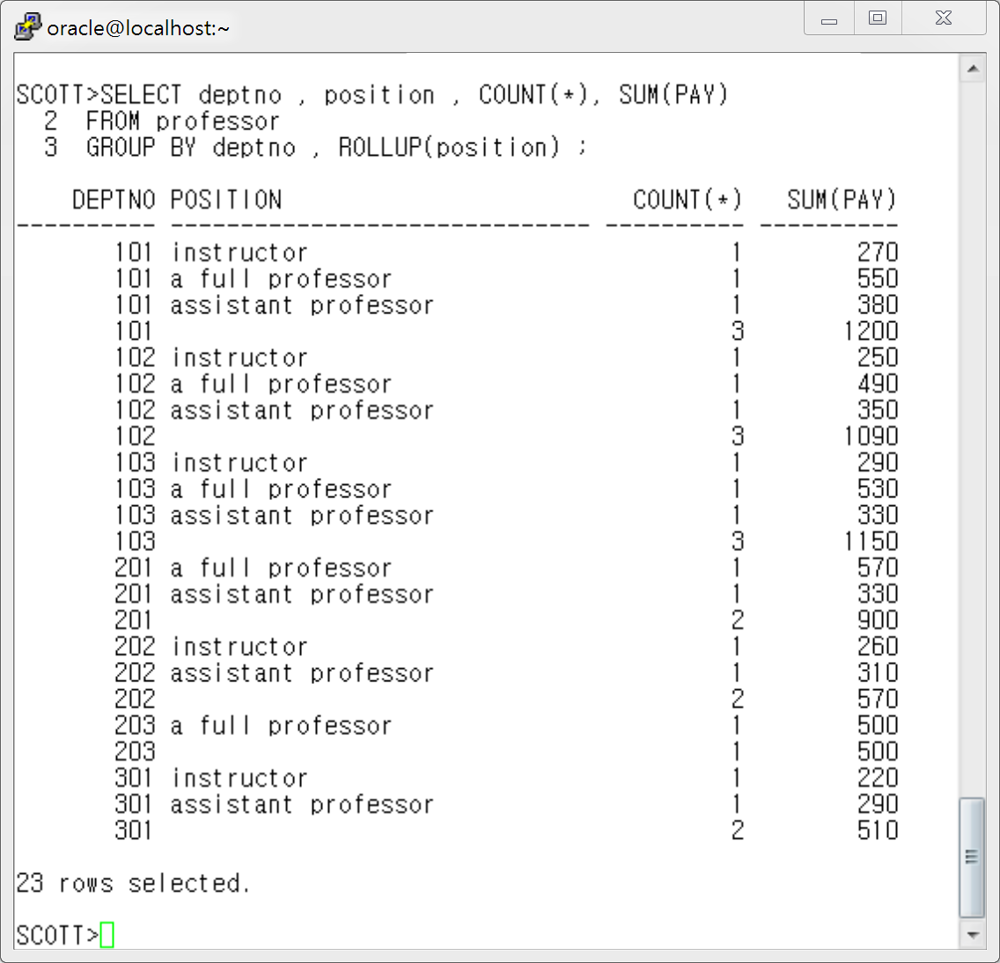 oracle@localhost:~
SCOTT>SELECT deptno , position , COUNT(*), SUM(PAY)
  2  FROM professor
  3  GROUP BY deptno , ROLLUP(position) ;
    DEPTNO POSITION                         COUNT(*)   SUM(PAY)
---------- ------------------------------ ---------- ----------
       101 instructor                              1        270
       101 a full professor                        1        550
       101 assistant professor                     1        380
       101                                         3       1200
       102 instructor                              1        250
       102 a full professor                        1        490
       102 assistant professor                     1        350
       102                                         3       1090
       103 instructor                              1        290
       103 a full professor                        1        530
       103 assistant professor                     1        330
       103                                         3       1150
       201 a full professor                        1        570
       201 assistant professor                     1        330
       201                                         2        900
       202 instructor                              1        260
       202 assistant professor                     1        310
       202                                         2        570
       203 a full professor                        1        500
       203                                         1        500
       301 instructor                              1        220
       301 assistant professor                     1        290
       301                                         2        510
23 rows selected.
SCOTT>